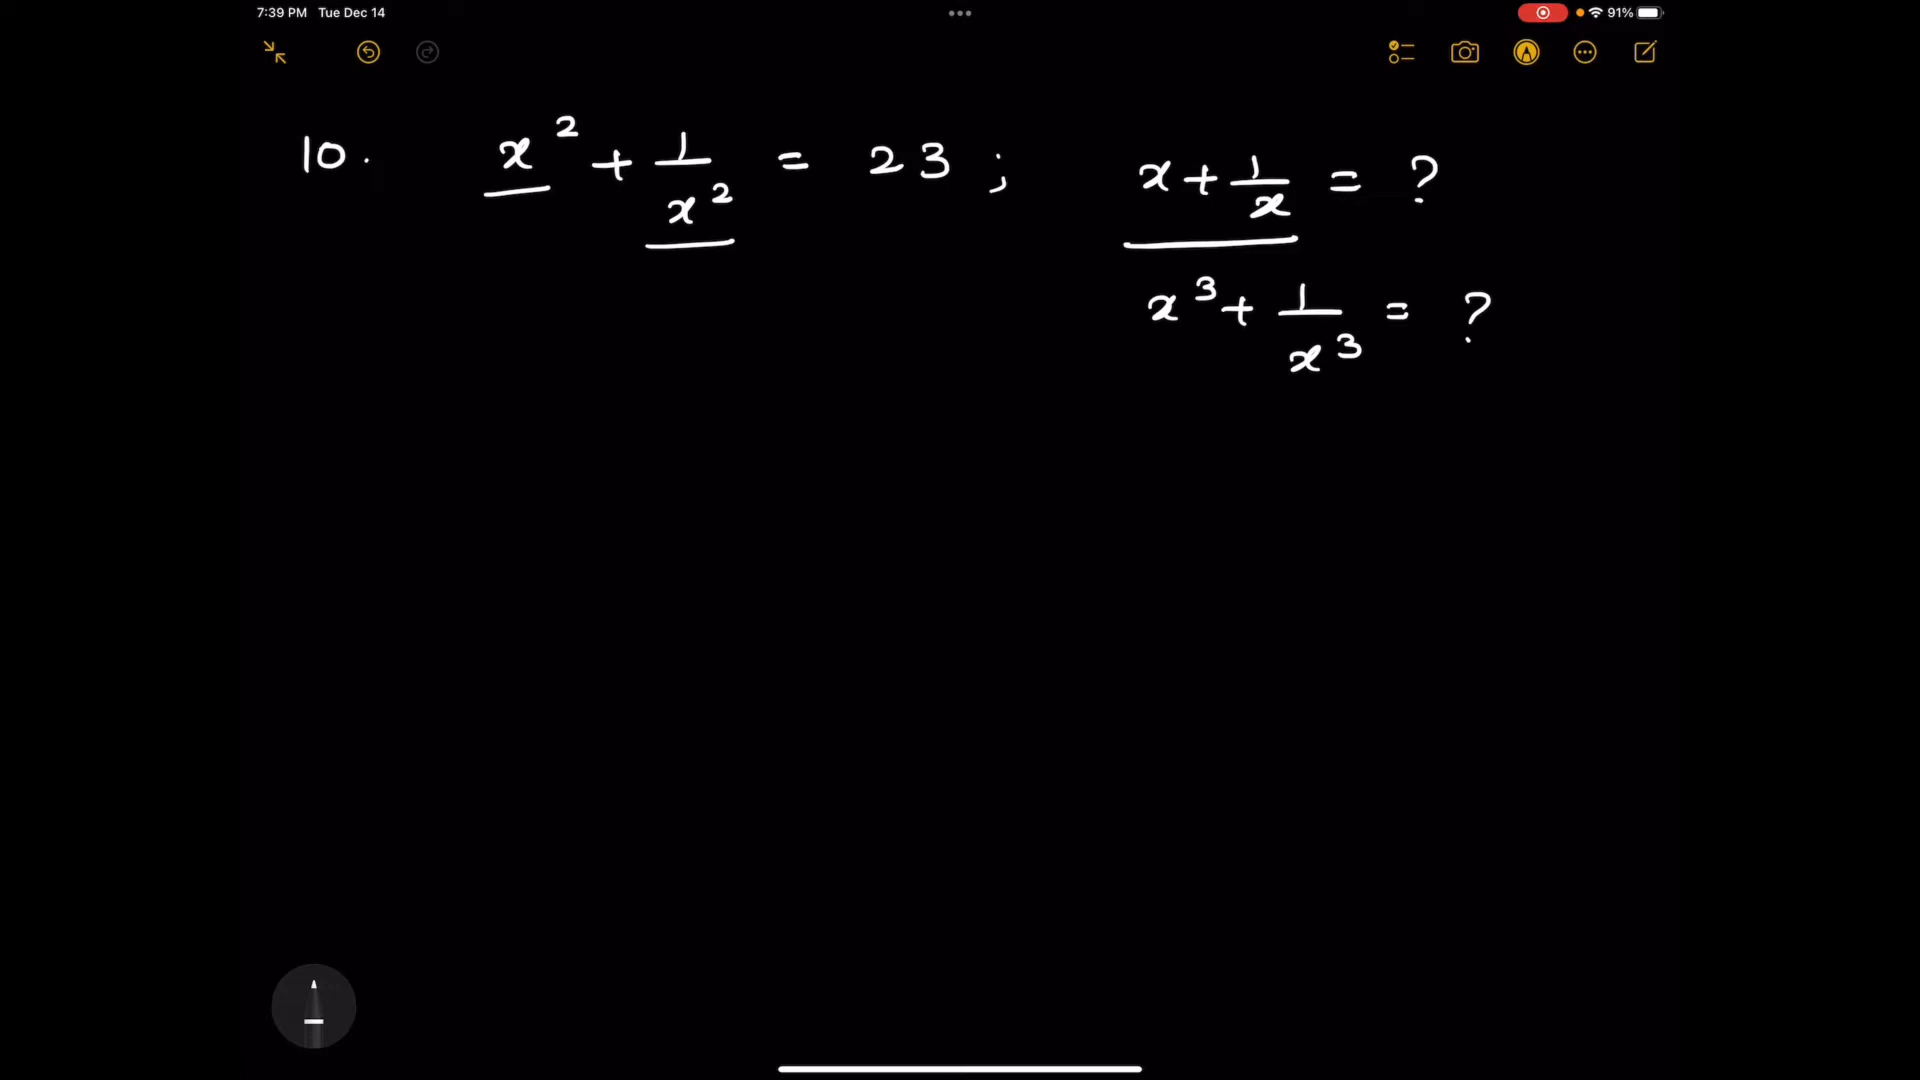 7:39 PM Tue Dec 14
91%
10. x² + 1/x² = 23 ; x + 1/x = ?
x³ + 1/x³ = ?